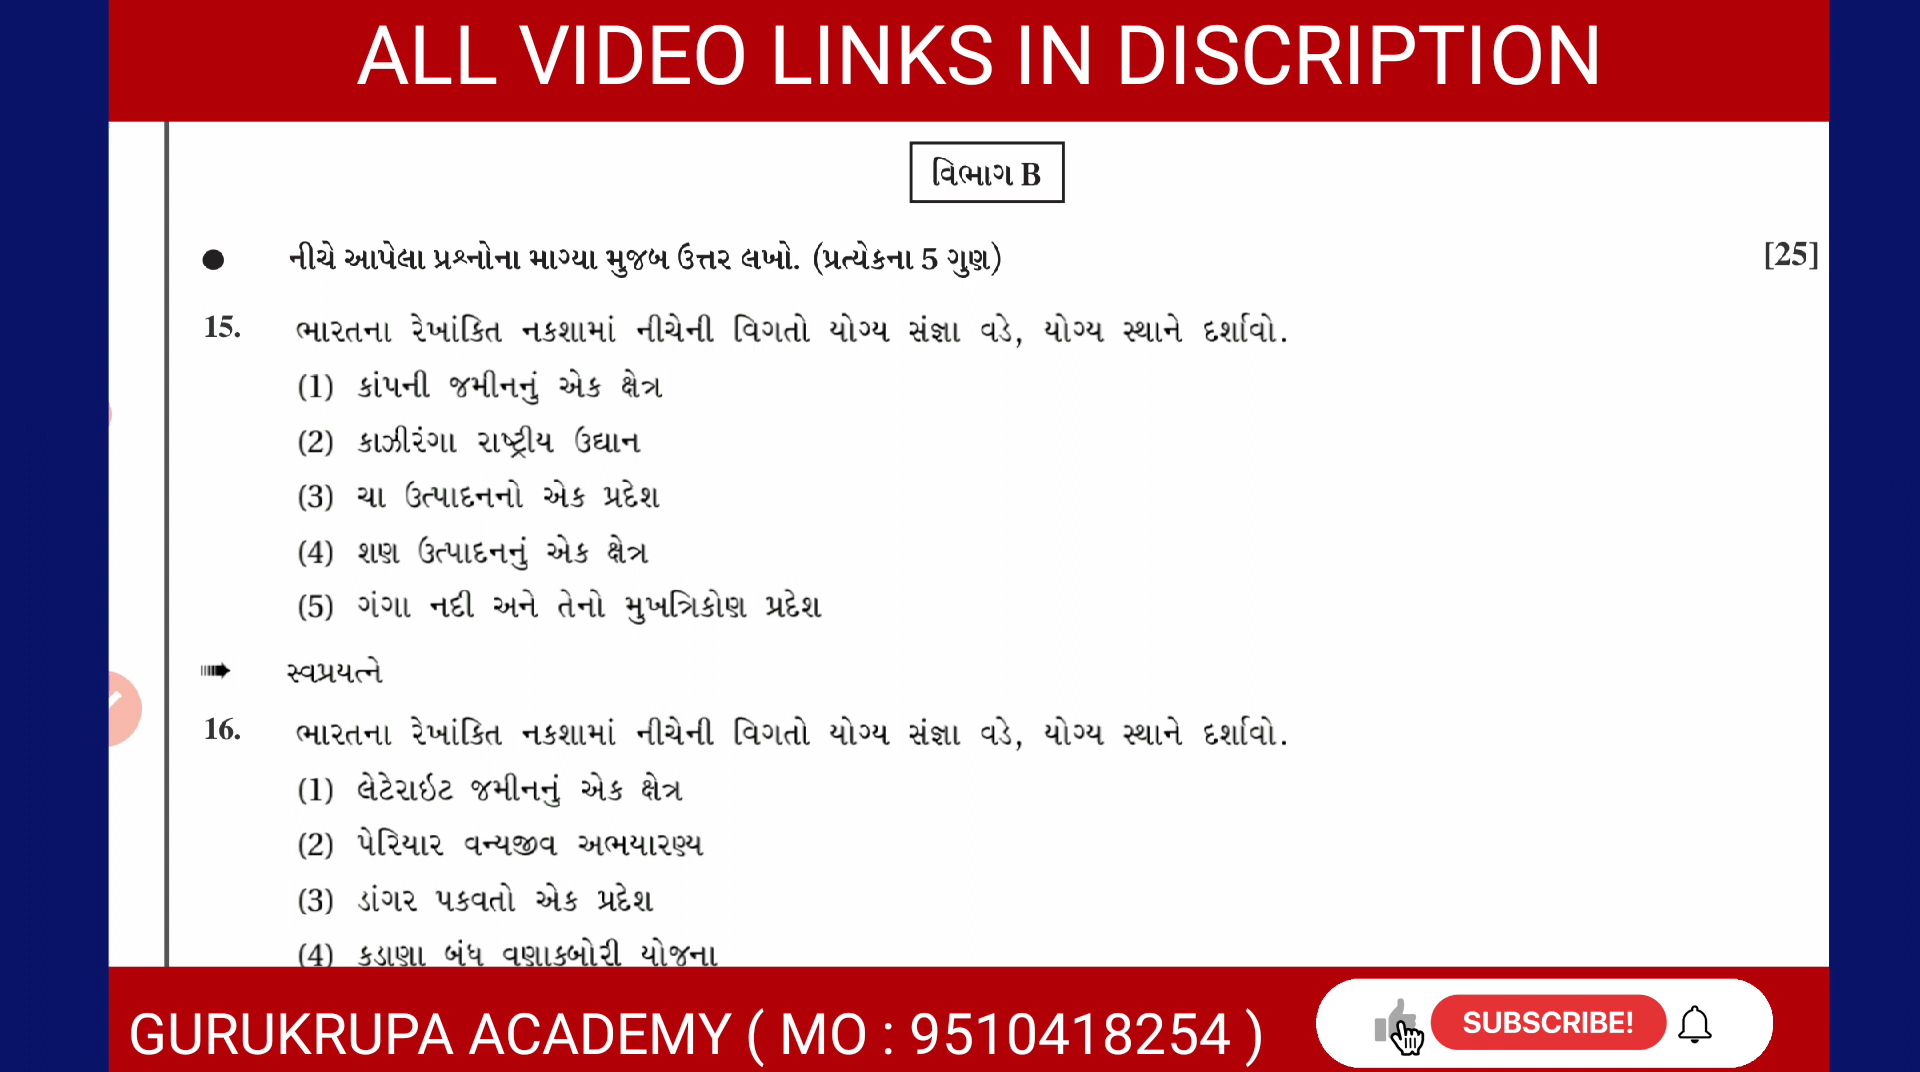 ALL VIDEO LINKS IN DISCRIPTION
વિભાગ B
● નીચે આપેલા પ્રશ્નોના માગ્યા મુજબ ઉત્તર લખો. (પ્રત્યેકના 5 ગુણ) [25]
15. ભારતના રેખાંકિત નકશામાં નીચેની વિગતો યોગ્ય સંજ્ઞા વડે, યોગ્ય સ્થાને દર્શાવો.
(1) કાંપની જમીનનું એક ક્ષેત્ર
(2) કાઝીરંગા રાષ્ટ્રીય ઉદ્યાન
(3) ચા ઉત્પાદનનો એક પ્રદેશ
(4) શણ ઉત્પાદનનું એક ક્ષેત્ર
(5) ગંગા નદી અને તેનો મુખત્રિકોણ પ્રદેશ
સ્વપ્રયત્ને
16. ભારતના રેખાંકિત નકશામાં નીચેની વિગતો યોગ્ય સંજ્ઞા વડે, યોગ્ય સ્થાને દર્શાવો.
(1) લેટેરાઇટ જમીનનું એક ક્ષેત્ર
(2) પેરિયાર વન્યજીવ અભયારણ્ય
(3) ડાંગર પકવતો એક પ્રદેશ
(4) કડાણા બંધ વણાકબોરી યોજના
GURUKRUPA ACADEMY ( MO : 9510418254 )
SUBSCRIBE!